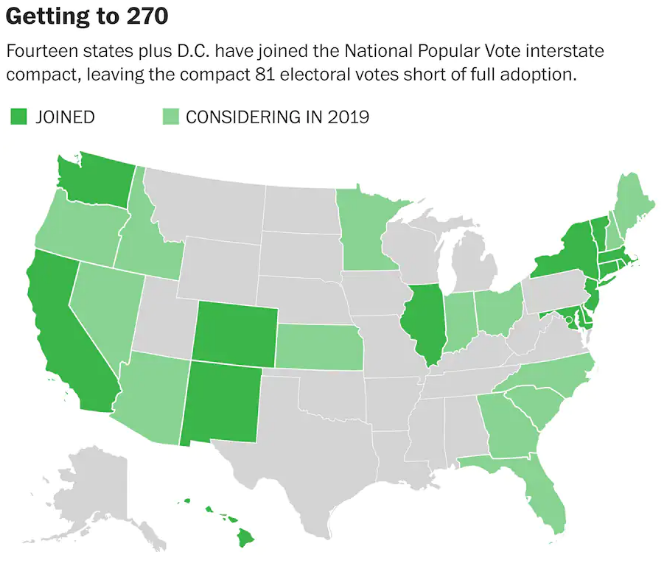 Getting to 270
Fourteen states plus D.C. have joined the National Popular Vote interstate
compact, leaving the compact 81 electoral votes short of full adoption.
JOINED
CONSIDERING IN 2019